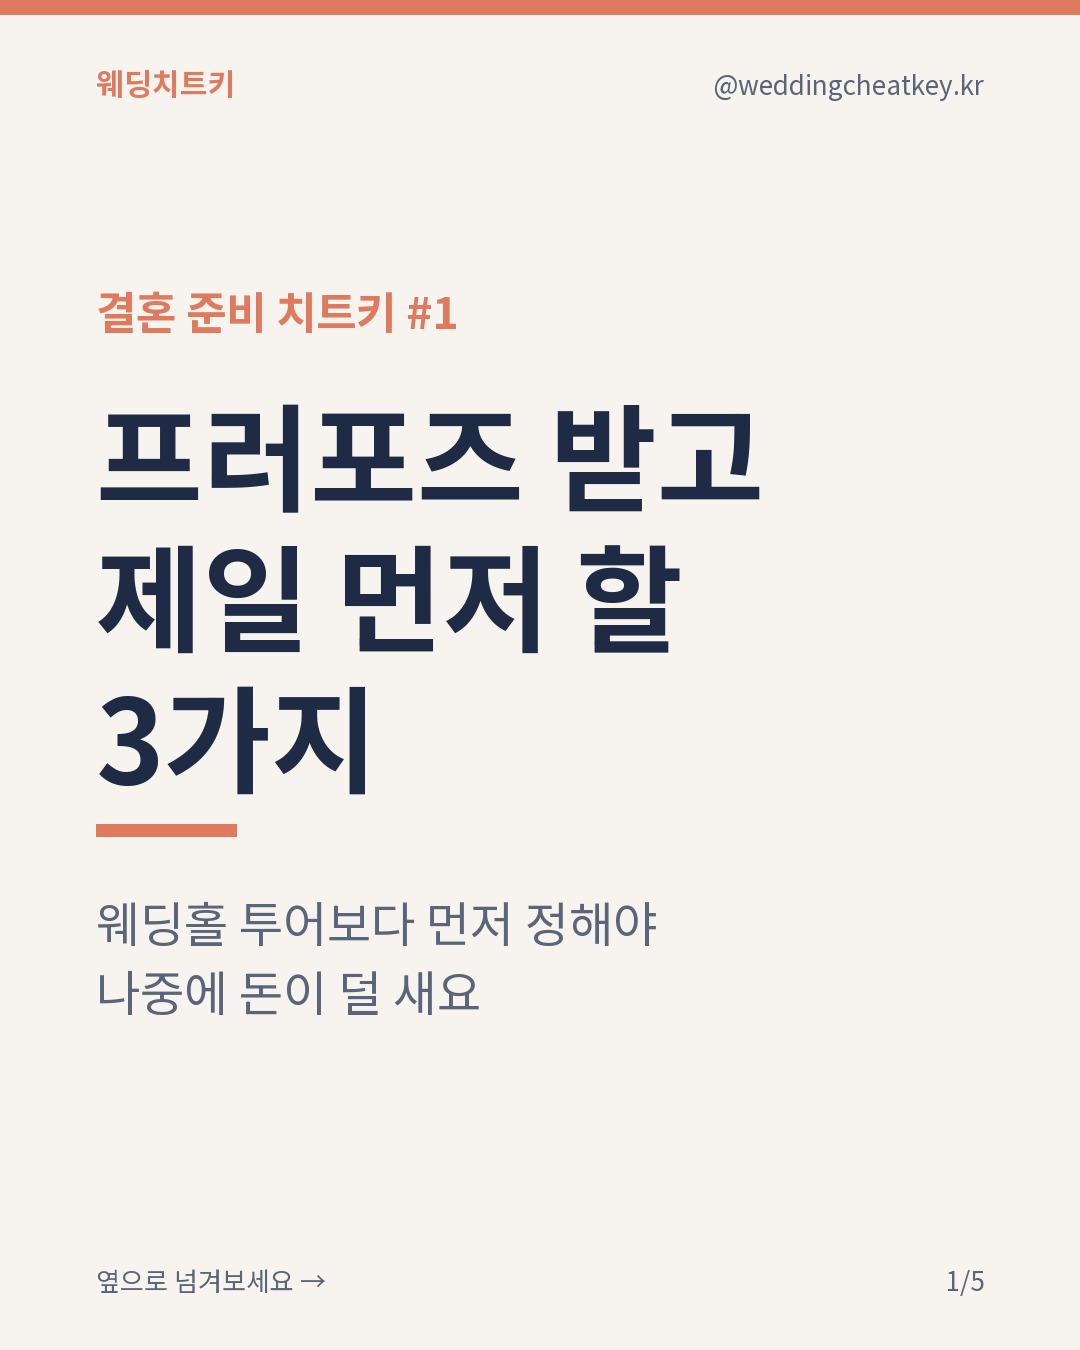 웨딩치트키
@weddingcheatkey.kr
결혼 준비 치트키 #1
프러포즈 받고
제일 먼저 할
3가지
웨딩홀 투어보다 먼저 정해야
나중에 돈이 덜 새요
옆으로 넘겨보세요 →
1/5